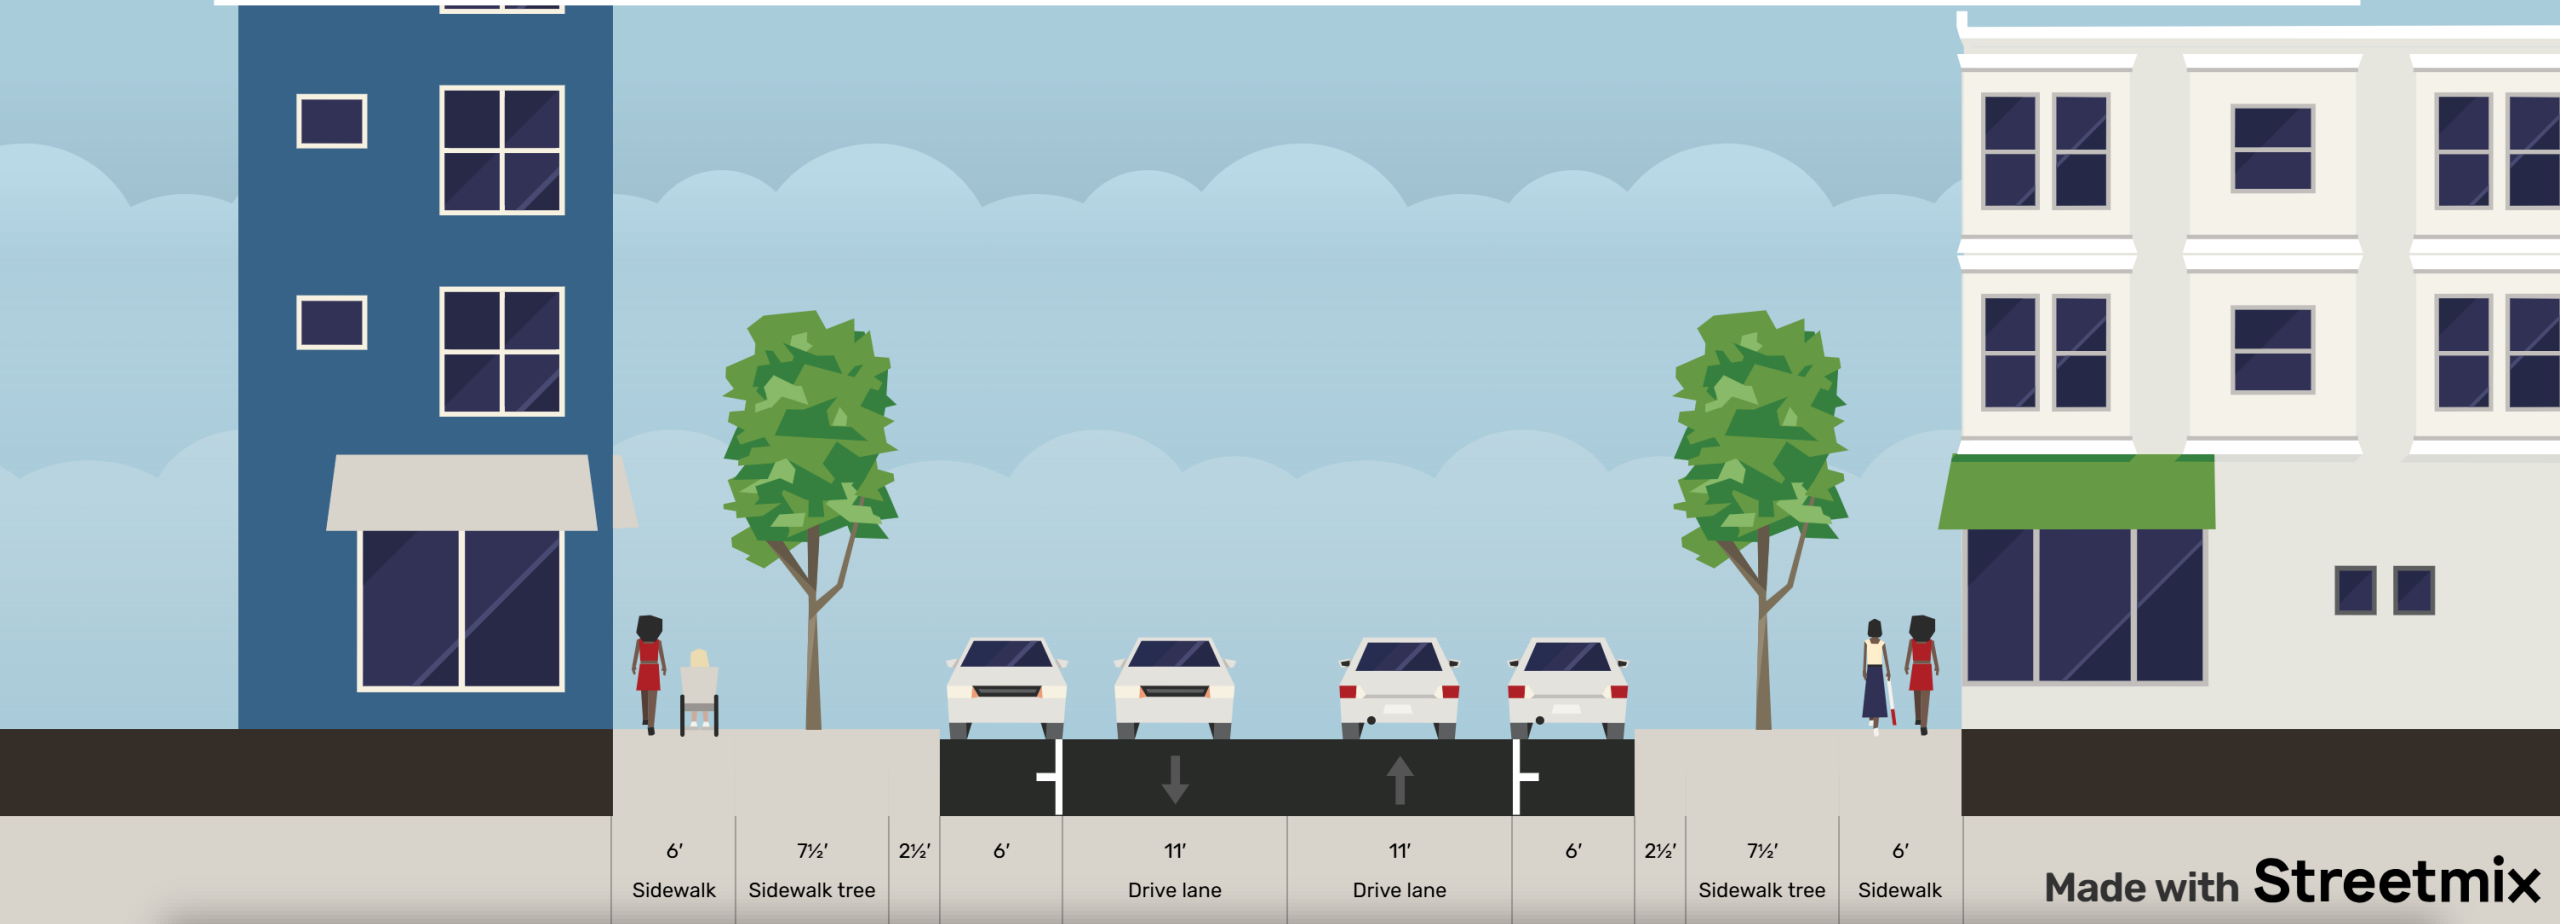 6′ 7½′ 2½′ 6′ 11′ 11′ 6′ 2½′ 7½′ 6′
Sidewalk Sidewalk tree Drive lane Drive lane Sidewalk tree Sidewalk
Made with Streetmix